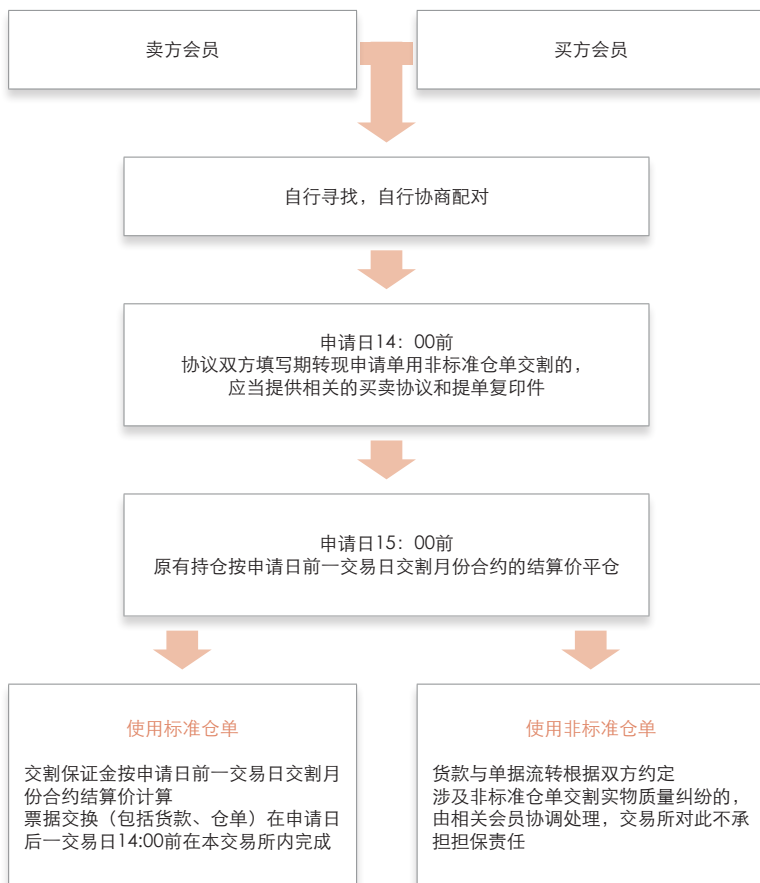 卖方会员
买方会员
自行寻找，自行协商配对
申请日14：00前
协议双方填写期转现申请单用非标准仓单交割的，
应当提供相关的买卖协议和提单复印件
申请日15：00前
原有持仓按申请日前一交易日交割月份合约的结算价平仓
使用标准仓单
交割保证金按申请日前一交易日交割月
份合约结算价计算
票据交换（包括货款、仓单）在申请日
后一交易日14:00前在本交易所内完成
使用非标准仓单
货款与单据流转根据双方约定
涉及非标准仓单交割实物质量纠纷的，
由相关会员协调处理，交易所对此不承
担担保责任